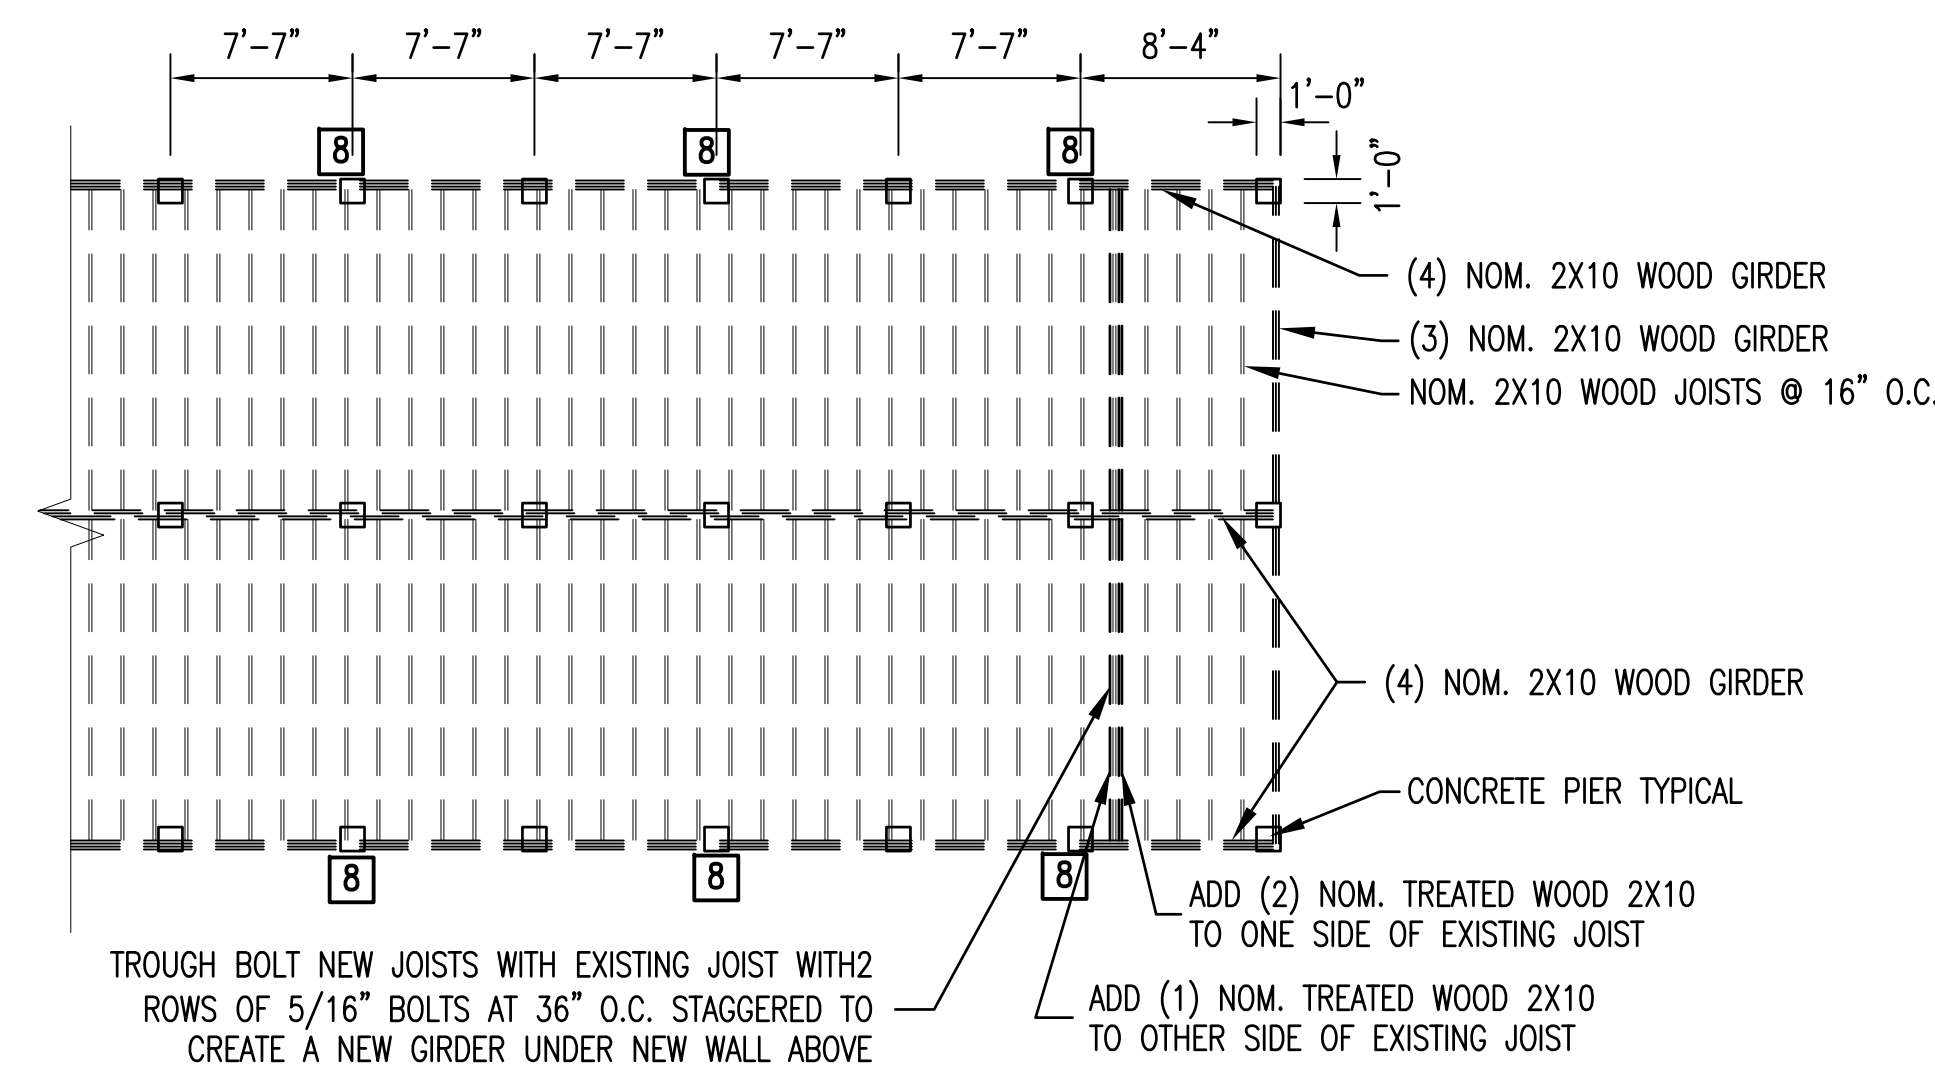 7'-7"
7'-7"
7'-7"
7'-7"
7'-7"
8'-4"
1'-0"
1'-0"
8
8
8
(4) NOM. 2X10 WOOD GIRDER
(3) NOM. 2X10 WOOD GIRDER
NOM. 2X10 WOOD JOISTS @ 16" O.C.
(4) NOM. 2X10 WOOD GIRDER
CONCRETE PIER TYPICAL
8
8
8
ADD (2) NOM. TREATED WOOD 2X10
TO ONE SIDE OF EXISTING JOIST
TROUGH BOLT NEW JOISTS WITH EXISTING JOIST WITH2
ROWS OF 5/16" BOLTS AT 36" O.C. STAGGERED TO
CREATE A NEW GIRDER UNDER NEW WALL ABOVE
ADD (1) NOM. TREATED WOOD 2X10
TO OTHER SIDE OF EXISTING JOIST